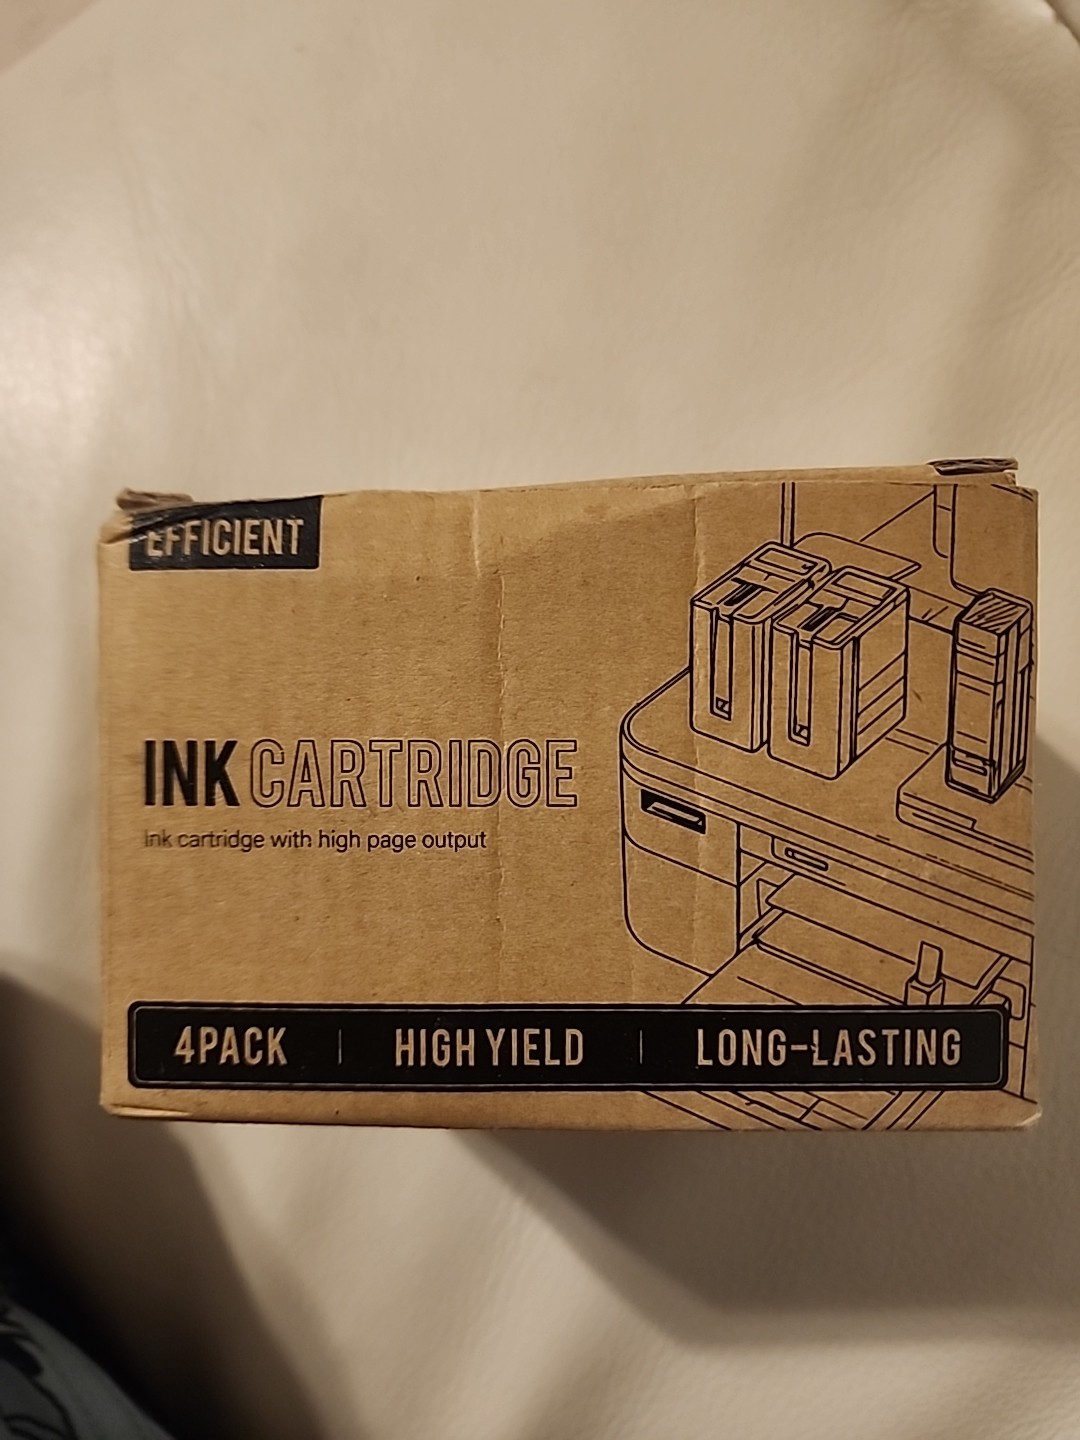 EFFICIENT
INK CARTRIDGE
Ink cartridge with high page output
4PACK | HIGH YIELD | LONG-LASTING